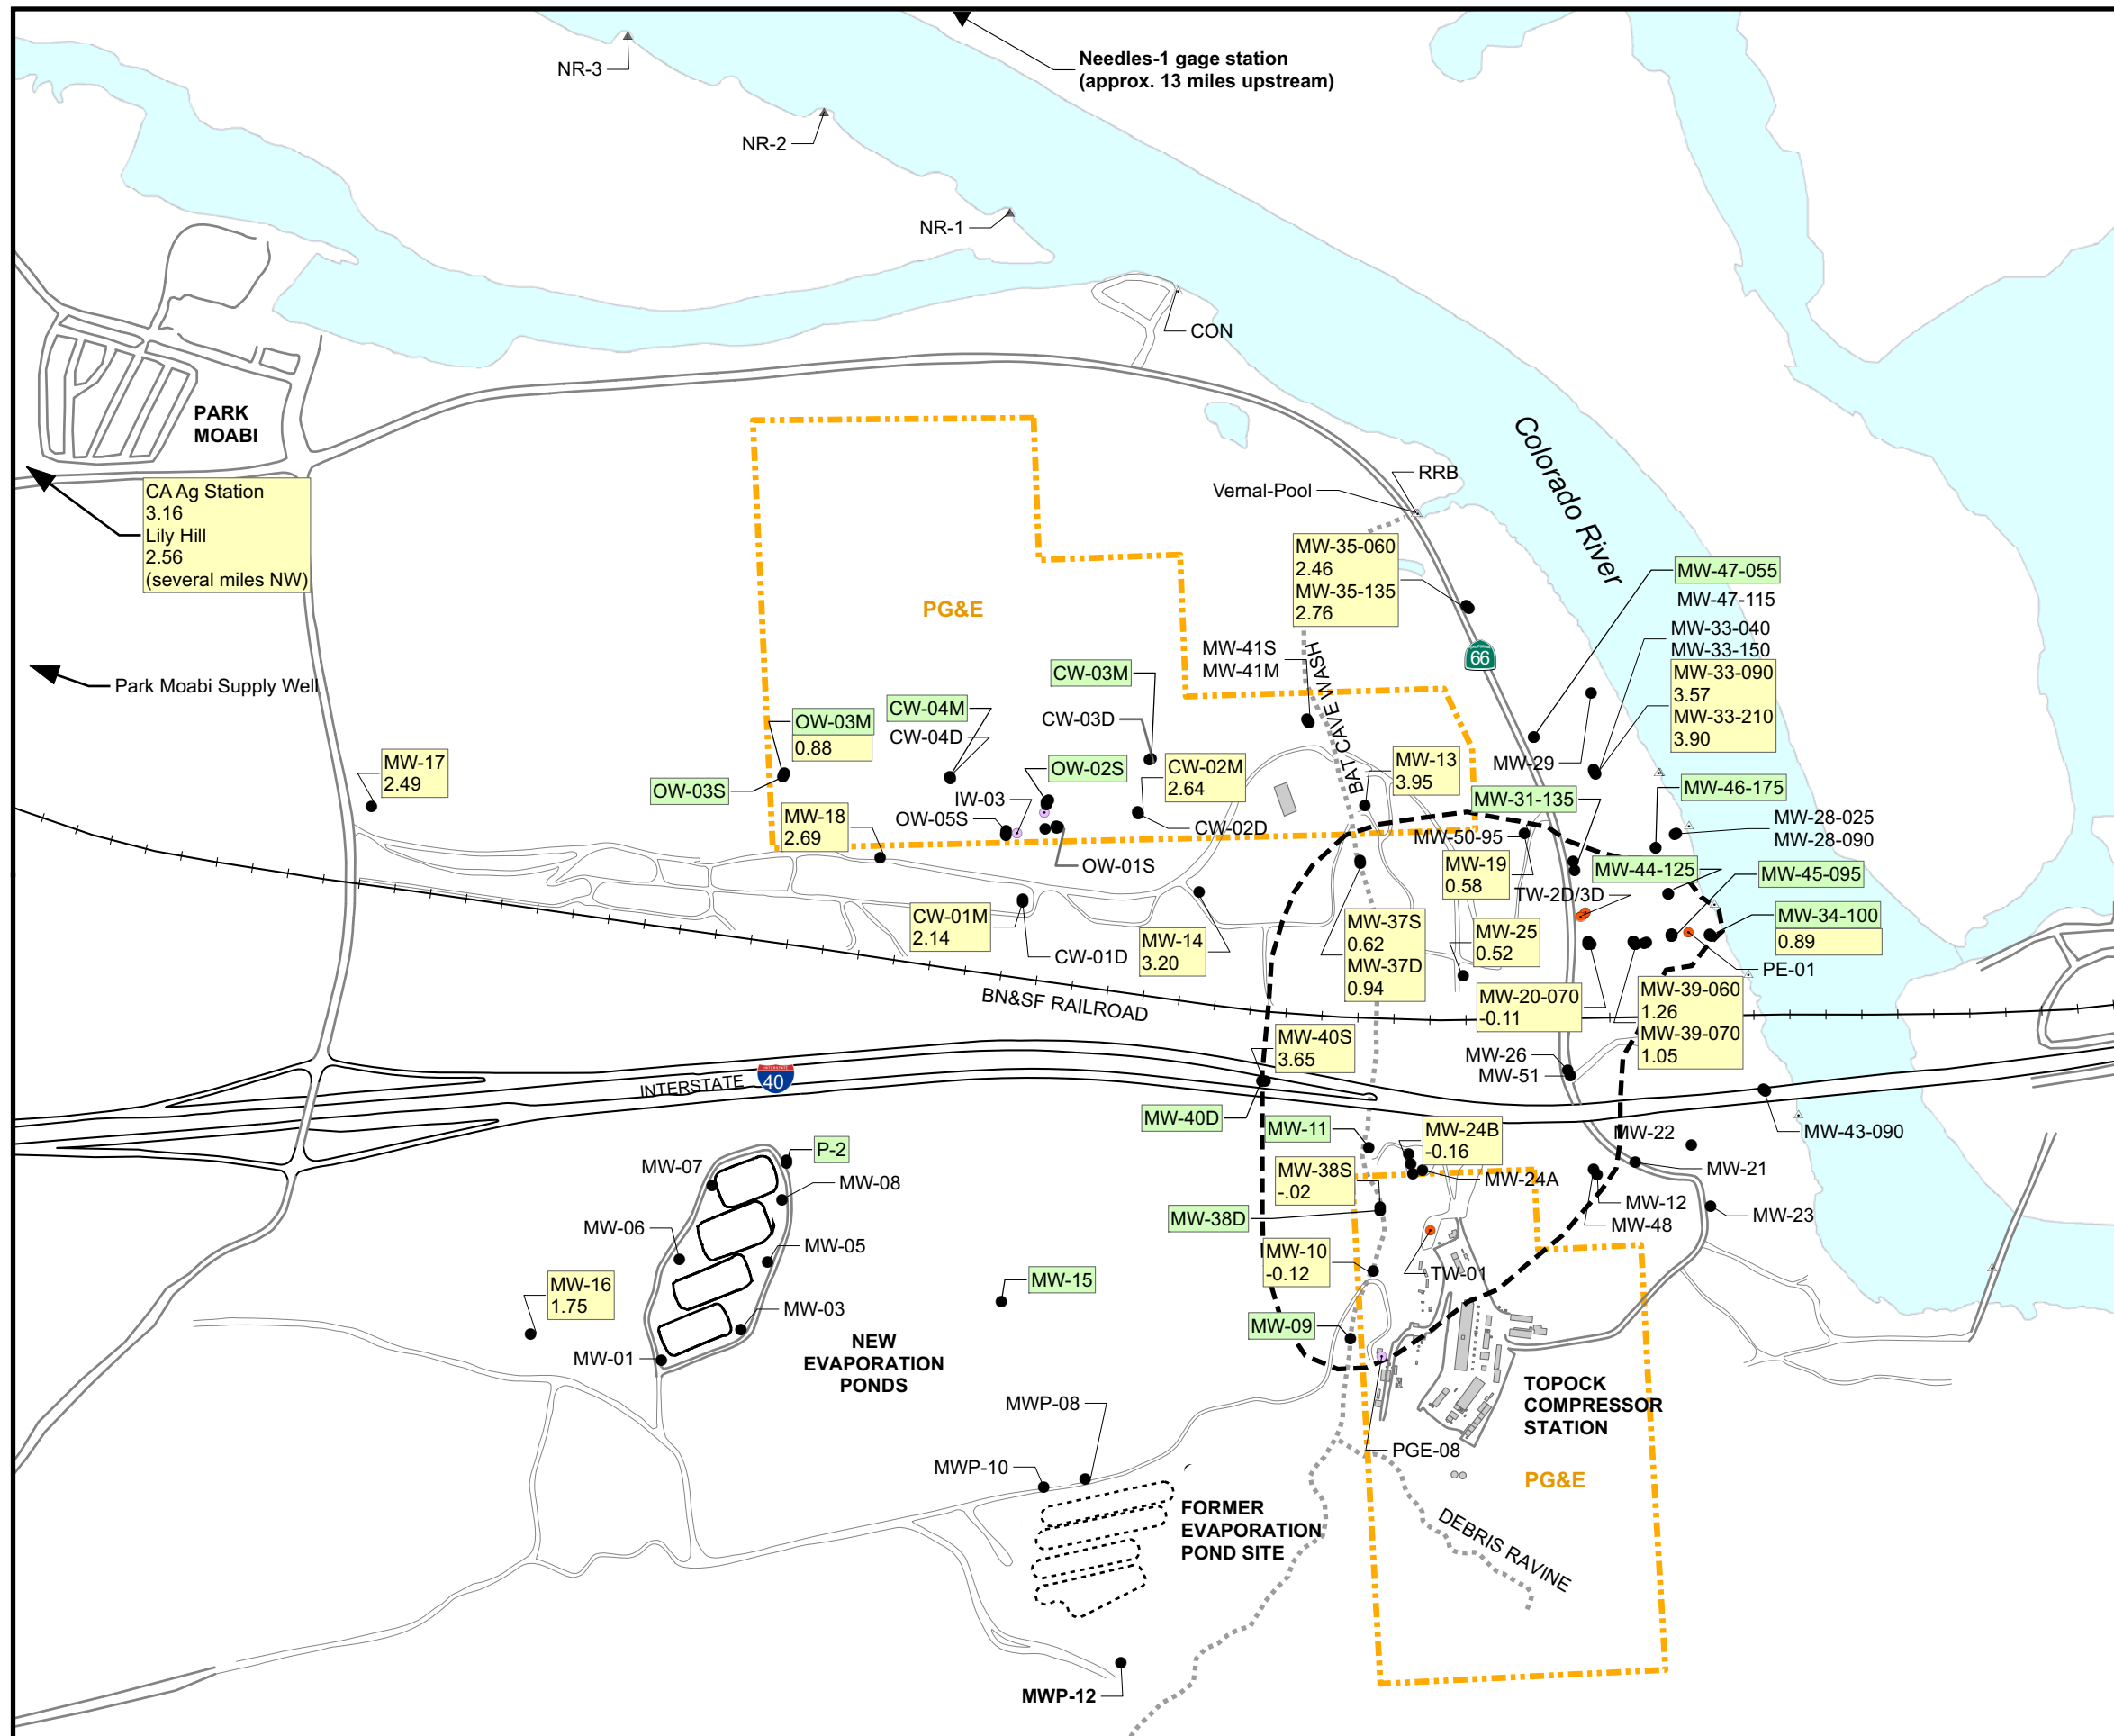 NR-3
Needles-1 gage station
(approx. 13 miles upstream)
NR-2
NR-1
CON
PARK
MOABI
Colorado River
RRB
Vernal-Pool
CA Ag Station
3.16
Lily Hill
2.56
(several miles NW)
MW-35-060
2.46
MW-35-135
2.76
MW-47-055
MW-47-115
PG&E
MW-33-040
MW-33-150
MW-33-090
3.57
MW-33-210
3.90
MW-41S
MW-41M
BAT CAVE WASH
CALIFORNIA
66
Park Moabi Supply Well
CW-03M
CW-03D
CW-04M
CW-04D
OW-03M
0.88
OW-03S
MW-17
2.49
OW-02S
CW-02M
2.64
MW-13
3.95
MW-29
MW-46-175
MW-31-135
IW-03
OW-05S
MW-18
2.69
CW-02D
MW-50-95
MW-28-025
MW-28-090
OW-01S
MW-19
0.58
MW-44-125
MW-45-095
TW-2D/3D
CW-01M
2.14
CW-01D
MW-14
3.20
MW-37S
0.62
MW-37D
0.94
MW-25
0.52
MW-34-100
0.89
PE-01
BN&SF RAILROAD
MW-20-070
-0.11
MW-39-060
1.26
MW-39-070
1.05
MW-40S
3.65
MW-26
MW-51
INTERSTATE
INTERSTATE
40
MW-40D
MW-11
MW-24B
-0.16
MW-22
MW-43-090
P-2
MW-07
MW-08
MW-38S
-.02
MW-24A
MW-21
MW-12
MW-48
MW-23
MW-38D
MW-06
MW-05
MW-10
-0.12
TW-01
MW-16
1.75
MW-15
MW-03
MW-09
MW-01
NEW
EVAPORATION
PONDS
TOPOCK
COMPRESSOR
STATION
MWP-08
PGE-08
MWP-10
PG&E
FORMER
EVAPORATION
POND SITE
DEBRIS RAVINE
MWP-12